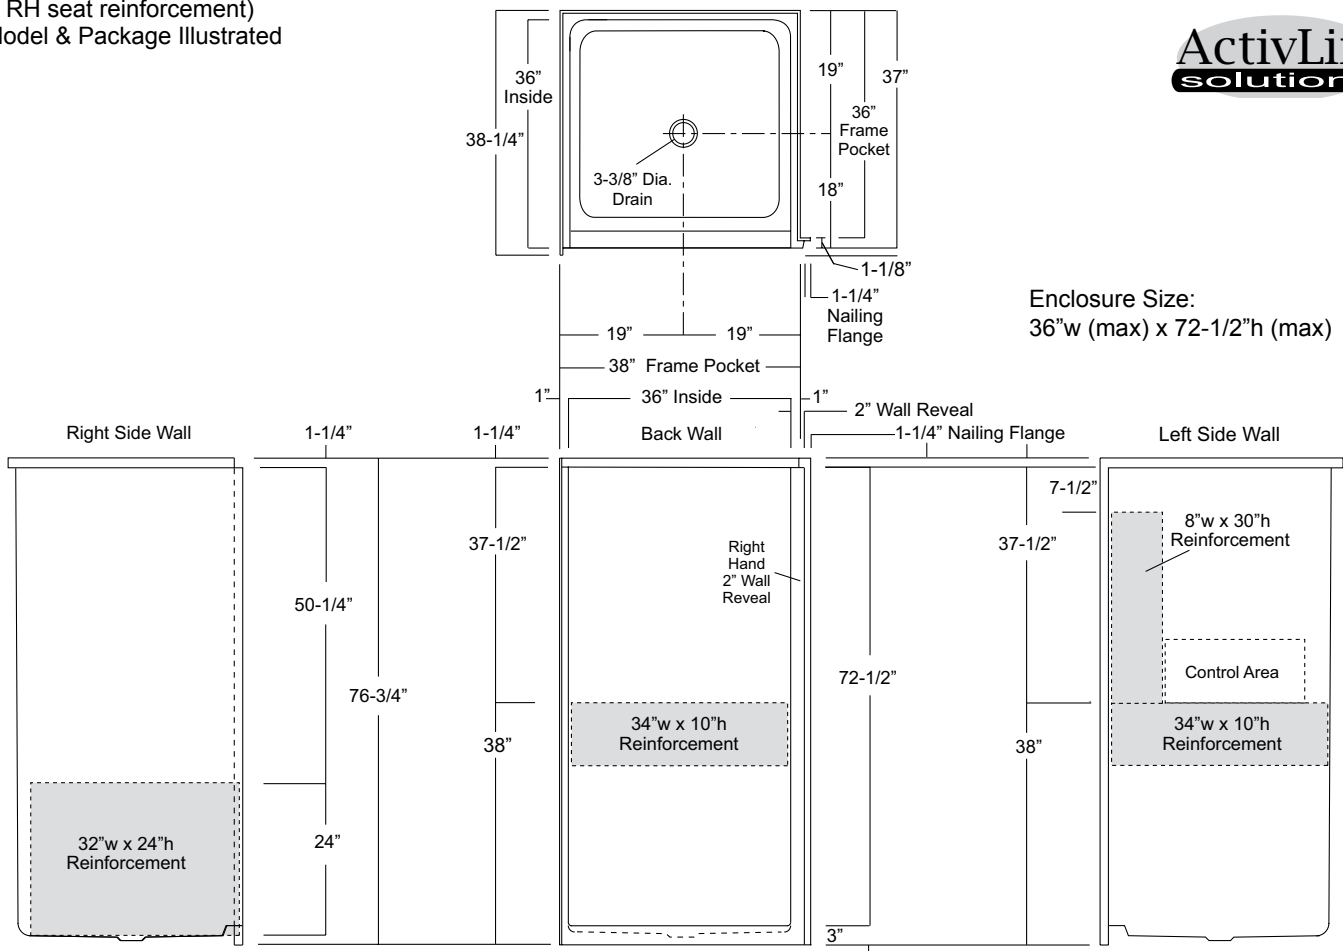 RH seat reinforcement)
Model & Package Illustrated
solution
36”
Inside
38-1/4”
3-3/8” Dia.
Drain
19”
37”
36”
Frame
Pocket
18”
1-1/8”
1-1/4”
Nailing
Flange
Enclosure Size:
36”w (max) x 72-1/2”h (max)
19”
19”
38” Frame Pocket
1”
36” Inside
1”
2” Wall Reveal
Right Side Wall
1-1/4”
1-1/4”
Back Wall
1-1/4” Nailing Flange
Left Side Wall
7-1/2”
8”w x 30”h
Reinforcement
37-1/2”
Right
Hand
2” Wall
Reveal
37-1/2”
50-1/4”
76-3/4”
72-1/2”
Control Area
34”w x 10”h
Reinforcement
34”w x 10”h
Reinforcement
38”
38”
32”w x 24”h
Reinforcement
24”
3”